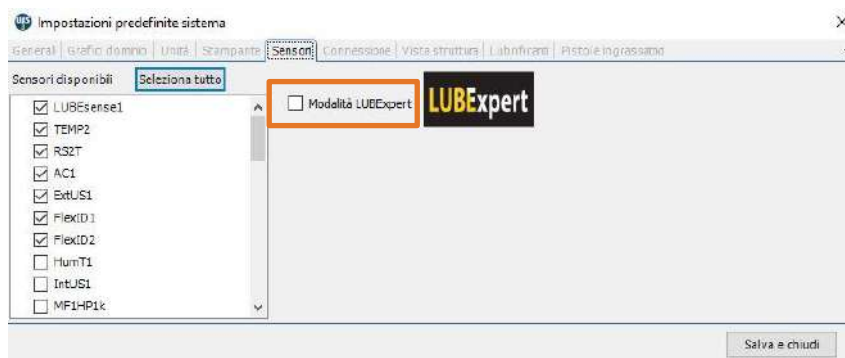 Impostazioni predefinite sistema
General Grafici dominio Unità Stampante Sensori Connessione Vista struttura Lubrificanti Pistole ingrassatrici
Sensori disponibili Seleziona tutto
LUBEsense1
Modalità LUBExpert LUBExpert
TEMP2
RS2T
AC1
ExtUS1
FlexID1
FlexID2
HumT1
IntUS1
MF1HP1k
Salva e chiudi